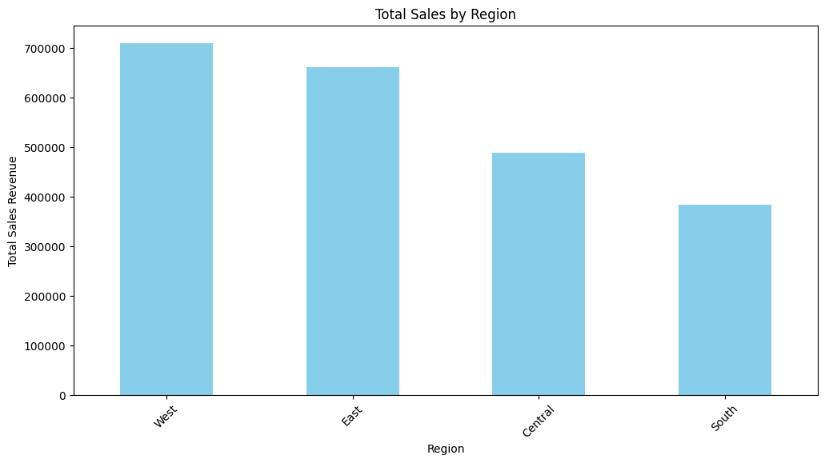 Total Sales by Region
Total Sales Revenue
700000
600000
500000
400000
300000
200000
100000
0
West
East
Central
South
Region